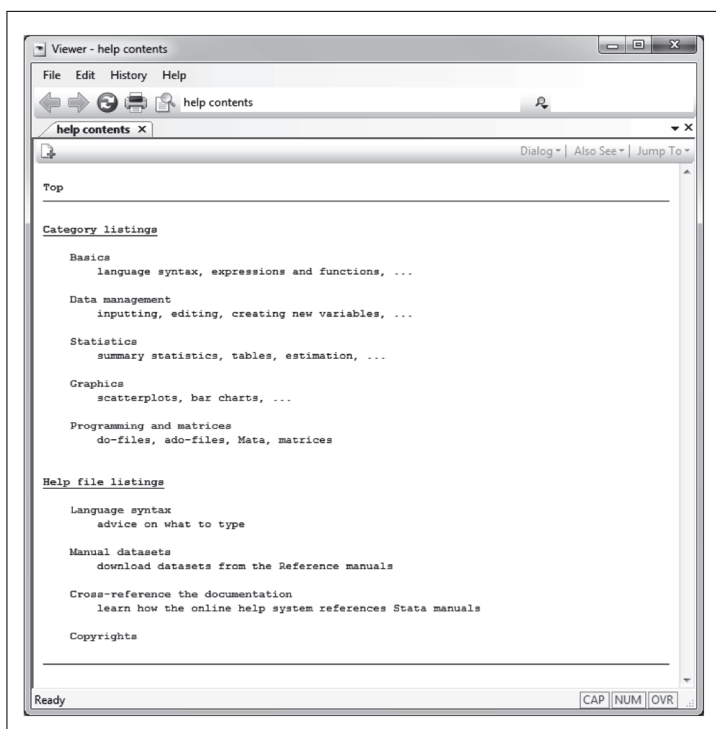 Viewer - help contents
File Edit History Help
help contents
help contents X
Dialog Also See Jump To
Top
Category listings
Basics
language syntax, expressions and functions, ...
Data management
inputting, editing, creating new variables, ...
Statistics
summary statistics, tables, estimation, ...
Graphics
scatterplots, bar charts, ...
Programming and matrices
do-files, ado-files, Mata, matrices
Help file listings
Language syntax
advice on what to type
Manual datasets
download datasets from the Reference manuals
Cross-reference the documentation
learn how the online help system references Stata manuals
Copyrights
Ready CAP NUM OVR